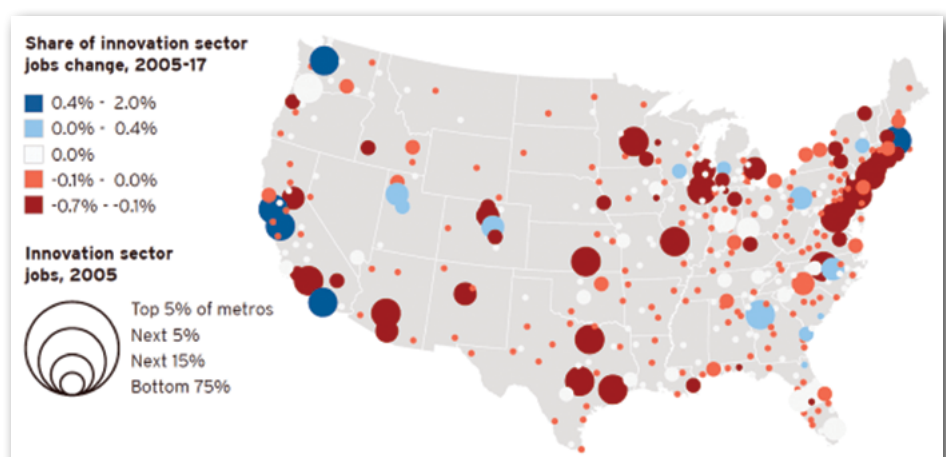 Share of innovation sector
jobs change, 2005-17
0.4% - 2.0%
0.0% - 0.4%
0.0%
-0.1% - 0.0%
-0.7% - -0.1%
Innovation sector
jobs, 2005
Top 5% of metros
Next 5%
Next 15%
Bottom 75%